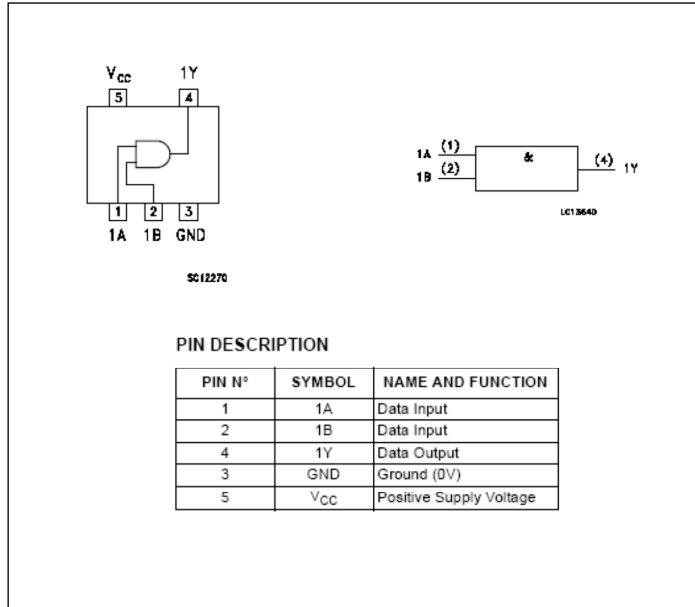 VCC 1Y
5 4
1 2 3
1A 1B GND
SC12270
1A (1) & (4) 1Y
1B (2)
LC13640
PIN DESCRIPTION
PIN N° SYMBOL NAME AND FUNCTION
1 1A Data Input
2 1B Data Input
4 1Y Data Output
3 GND Ground (0V)
5 VCC Positive Supply Voltage